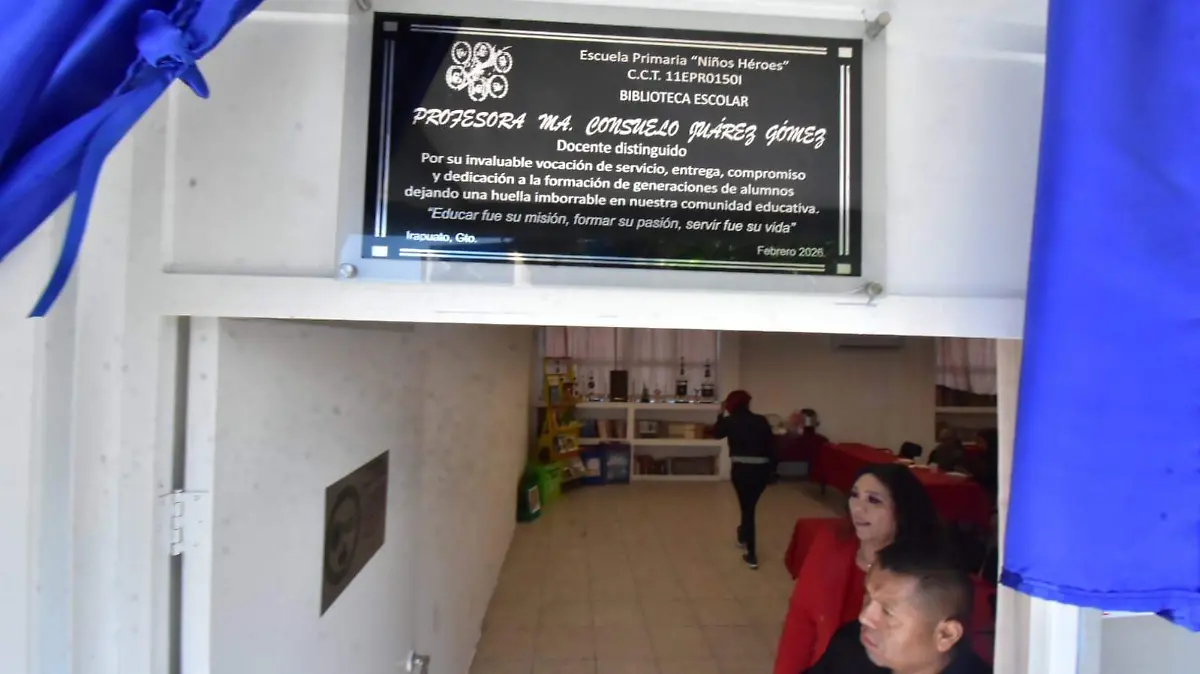 Escuela Primaria "Niños Héroes"
C.C.T. 11EPR0150I
BIBLIOTECA ESCOLAR
PROFESORA MA. CONSUELO JUÁREZ GÓMEZ
Docente distinguido
Por su invaluable vocación de servicio, entrega, compromiso
y dedicación a la formación de generaciones de alumnos
dejando una huella imborrable en nuestra comunidad educativa.
"Educar fue su misión, formar su pasión, servir fue su vida"
Irapuato, Gto.
Febrero 2026.